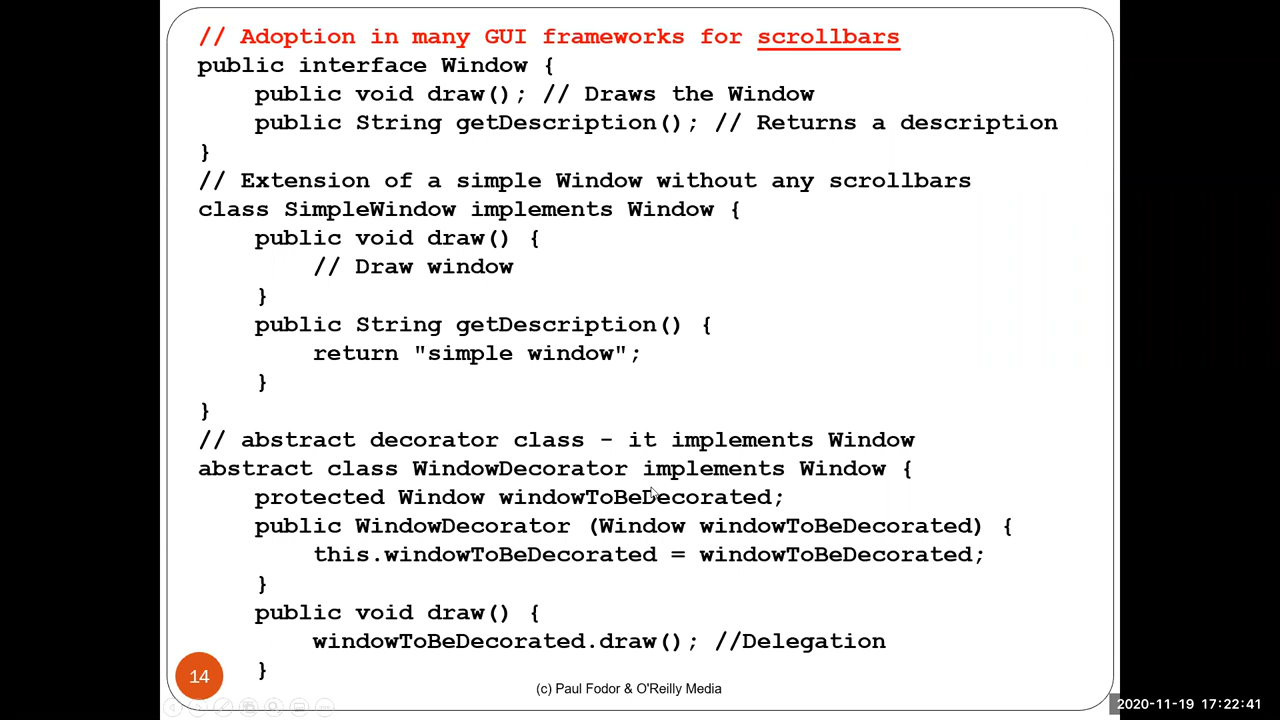 // Adoption in many GUI frameworks for scrollbars
public interface Window {
    public void draw(); // Draws the Window
    public String getDescription(); // Returns a description
}
// Extension of a simple Window without any scrollbars
class SimpleWindow implements Window {
    public void draw() {
        // Draw window
    }
    public String getDescription() {
        return "simple window";
    }
}
// abstract decorator class - it implements Window
abstract class WindowDecorator implements Window {
    protected Window windowToBeDecorated;
    public WindowDecorator (Window windowToBeDecorated) {
        this.windowToBeDecorated = windowToBeDecorated;
    }
    public void draw() {
        windowToBeDecorated.draw(); //Delegation
    }
14
(c) Paul Fodor & O'Reilly Media
2020-11-19 17:22:41